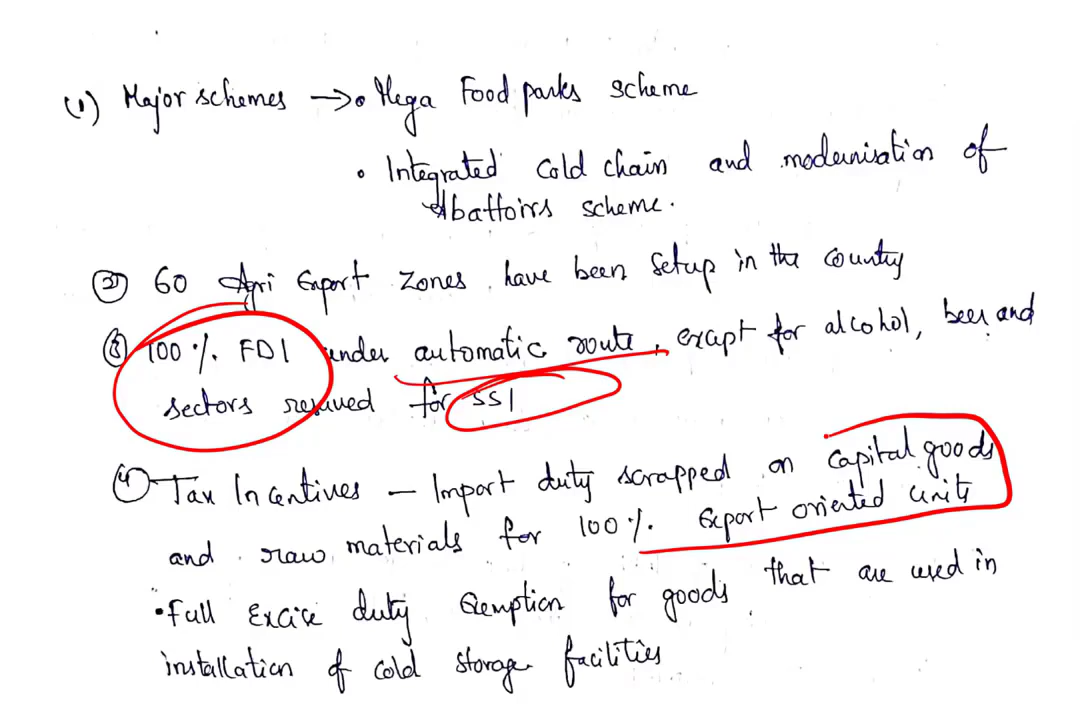 (1) Major schemes → • Mega Food parks scheme
• Integrated cold chain and modernisation of
Abattoirs scheme.
(2) 60 Agri Export Zones have been setup in the country
(3) 100 % FDI under automatic route, except for alcohol, beer and
sectors reserved for SSI
(4) Tax Incentives – Import duty scrapped on capital goods
and raw materials for 100 % Export oriented units
• Full Excise duty Exemption for goods that are used in
installation of cold storage facilities